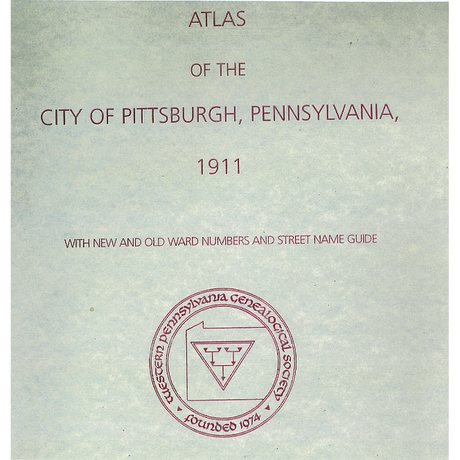 ATLAS
OF THE
CITY OF PITTSBURGH, PENNSYLVANIA,
1911
WITH NEW AND OLD WARD NUMBERS AND STREET NAME GUIDE
WESTERN PENNSYLVANIA GENEALOGICAL SOCIETY
FOUNDED 1974